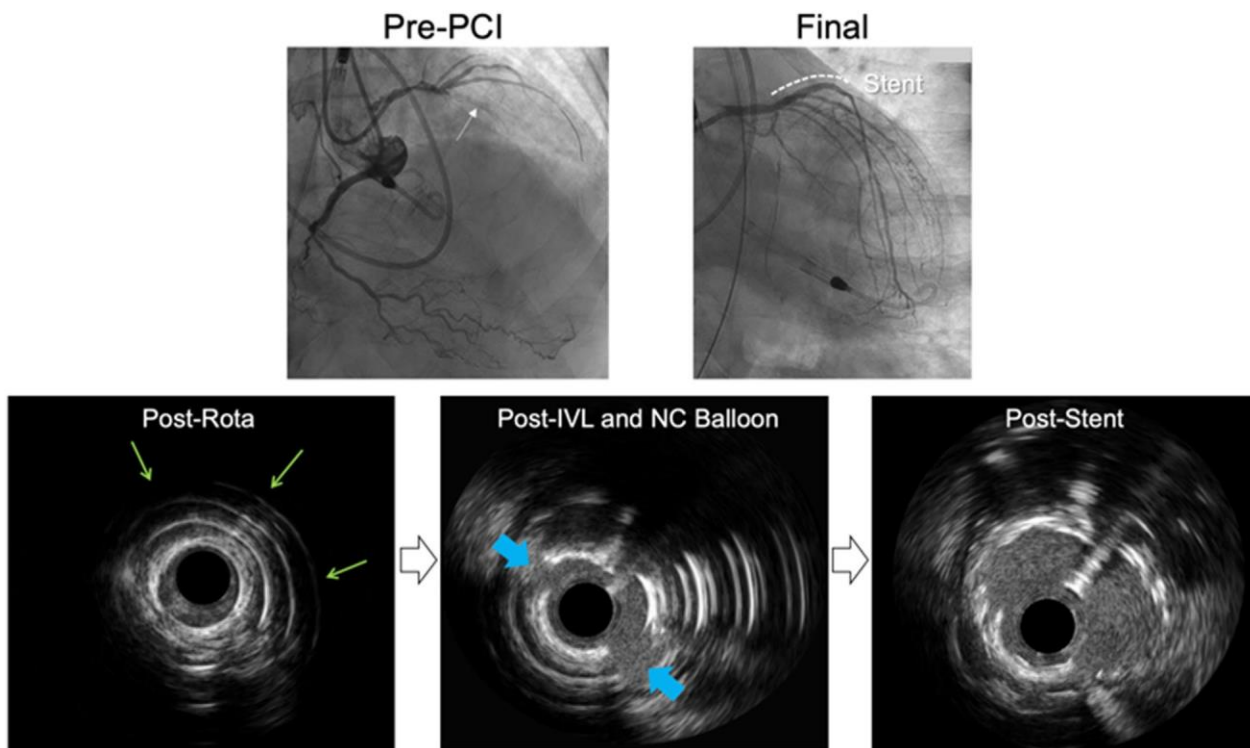 Pre-PCI
Final
Stent
Post-Rota
Post-IVL and NC Balloon
Post-Stent